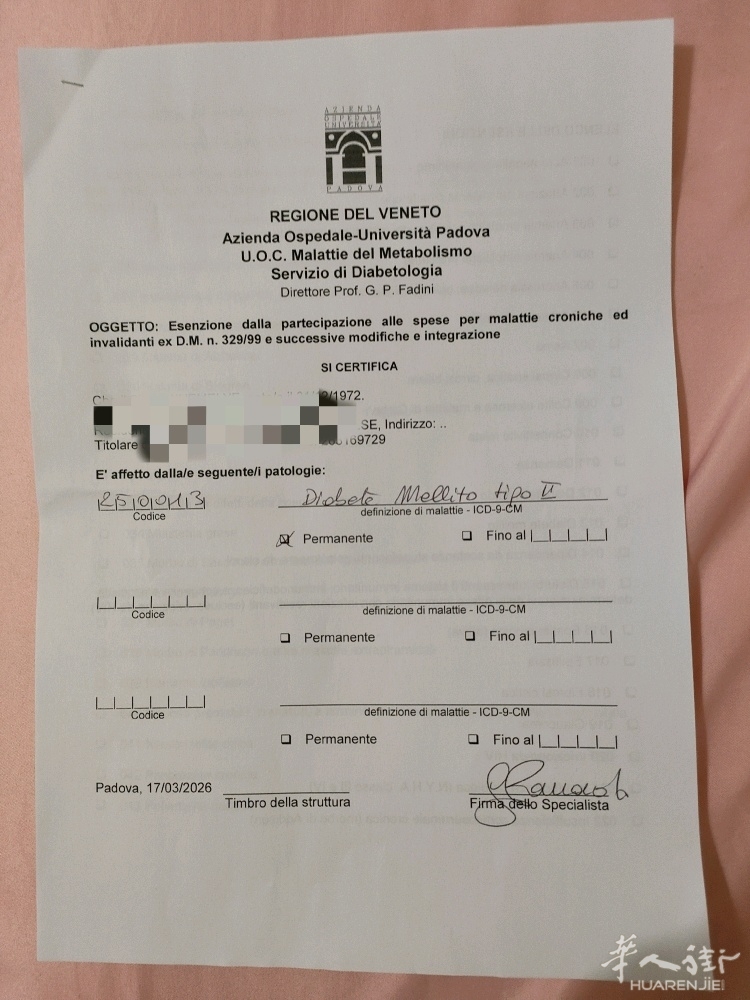 AZIENDA
OSPEDALE
UNIVERSITÀ
PADOVA
REGIONE DEL VENETO
Azienda Ospedale-Università Padova
U.O.C. Malattie del Metabolismo
Servizio di Diabetologia
Direttore Prof. G. P. Fadini
OGGETTO: Esenzione dalla partecipazione alle spese per malattie croniche ed
invalidanti ex D.M. n. 329/99 e successive modifiche e integrazione
SI CERTIFICA
/1972.
SE, Indirizzo: ..
Titolare 169729
E' affetto dalla/e seguente/i patologie:
250013 Diabete Mellito tipo II
Codice definizione di malattie - ICD-9-CM
Permanente Fino al
Codice definizione di malattie - ICD-9-CM
Permanente Fino al
Codice definizione di malattie - ICD-9-CM
Permanente Fino al
Padova, 17/03/2026
Timbro della struttura Firma dello Specialista
華人街
HUARENJIE